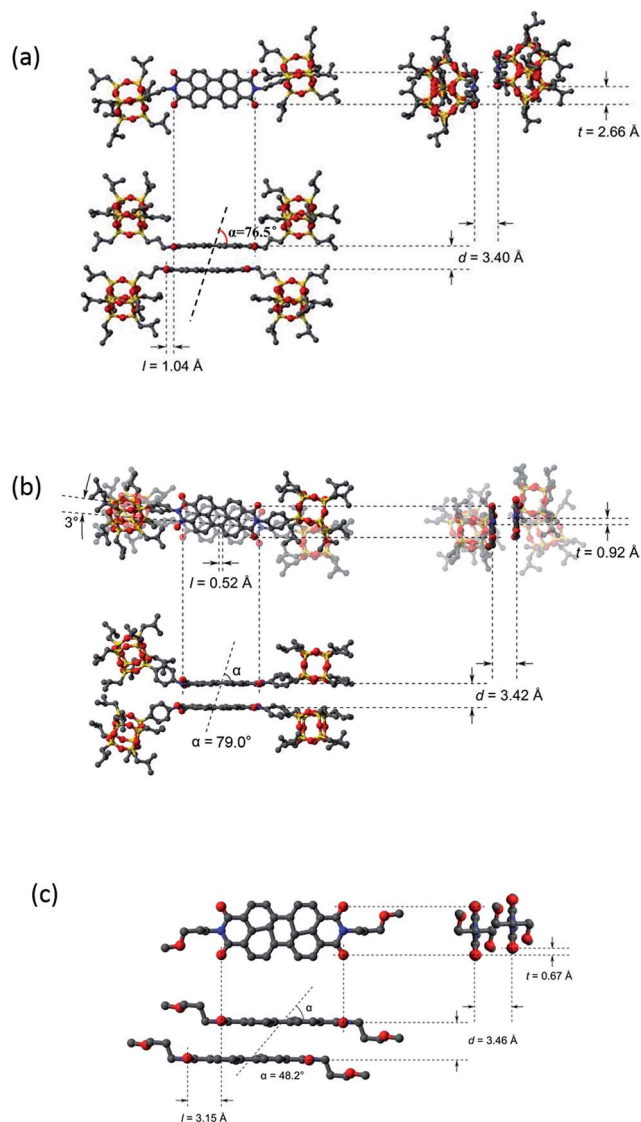 (a)
t = 2.66 Å
α=76.5°
d = 3.40 Å
l = 1.04 Å
(b)
3°
t = 0.92 Å
l = 0.52 Å
α
d = 3.42 Å
α = 79.0°
(c)
t = 0.67 Å
α
d = 3.46 Å
α = 48.2°
l = 3.15 Å